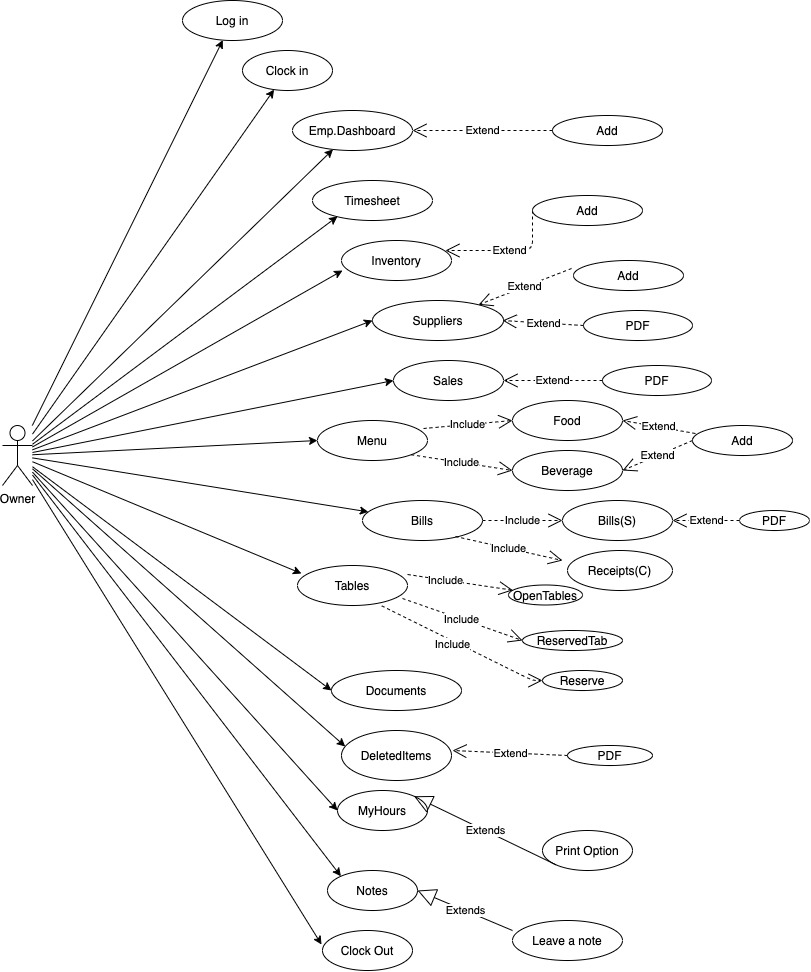 Log in
Clock in
Emp.Dashboard
Extend
Add
Timesheet
Add
Extend
Inventory
Add
Extend
Suppliers
Extend
PDF
Sales
Extend
PDF
Menu
Include
Food
Extend
Add
Include
Beverage
Extend
Owner
Bills
Include
Bills(S)
Extend
PDF
Include
Receipts(C)
Tables
Include
OpenTables
Include
ReservedTab
Include
Reserve
Documents
DeletedItems
Extend
PDF
MyHours
Extends
Print Option
Notes
Extends
Leave a note
Clock Out